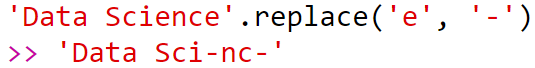 'Data Science'.replace('e', '-')
>> 'Data Sci-nc-'